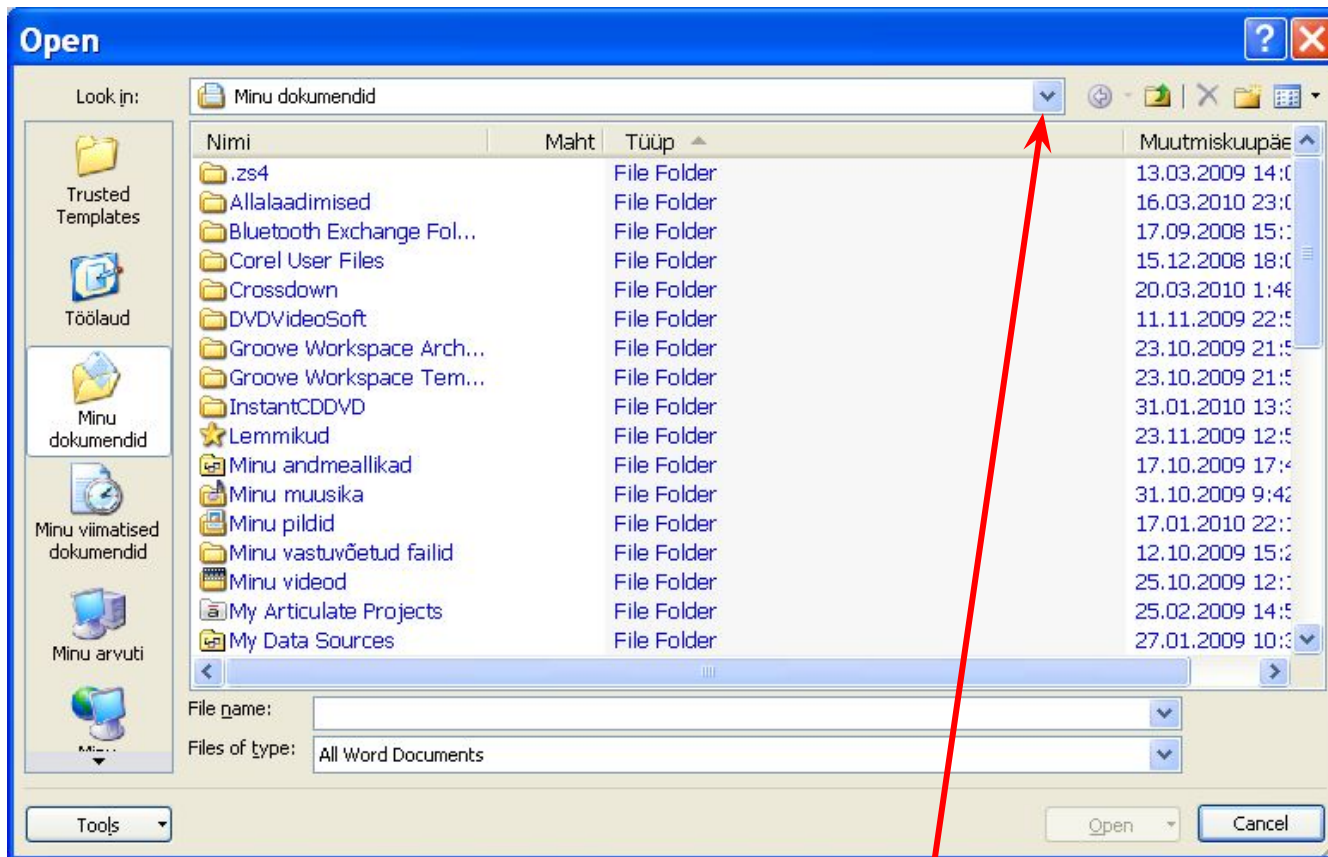 Open
Look in:
Minu dokumendid
Trusted
Templates
Töölaud
Minu
dokumendid
Minu viimatised
dokumendid
Minu arvuti
Nimi Maht Tüüp Muutmiskuupäe
.zs4 File Folder 13.03.2009 14:0
Allalaadimised File Folder 16.03.2010 23:0
Bluetooth Exchange Fol... File Folder 17.09.2008 15:
Corel User Files File Folder 15.12.2008 18:0
Crossdown File Folder 20.03.2010 1:48
DVDVideoSoft File Folder 11.11.2009 22:5
Groove Workspace Arch... File Folder 23.10.2009 21:5
Groove Workspace Tem... File Folder 23.10.2009 21:5
InstantCDDVD File Folder 31.01.2010 13:3
Lemmikud File Folder 23.11.2009 12:5
Minu andmeallikad File Folder 17.10.2009 17:4
Minu muusika File Folder 31.10.2009 9:42
Minu pildid File Folder 17.01.2010 22:
Minu vastuvõetud failid File Folder 12.10.2009 15:2
Minu videod File Folder 25.10.2009 12:
My Articulate Projects File Folder 25.02.2009 14:5
My Data Sources File Folder 27.01.2009 10:3
File name:
Files of type: All Word Documents
Tools Open Cancel